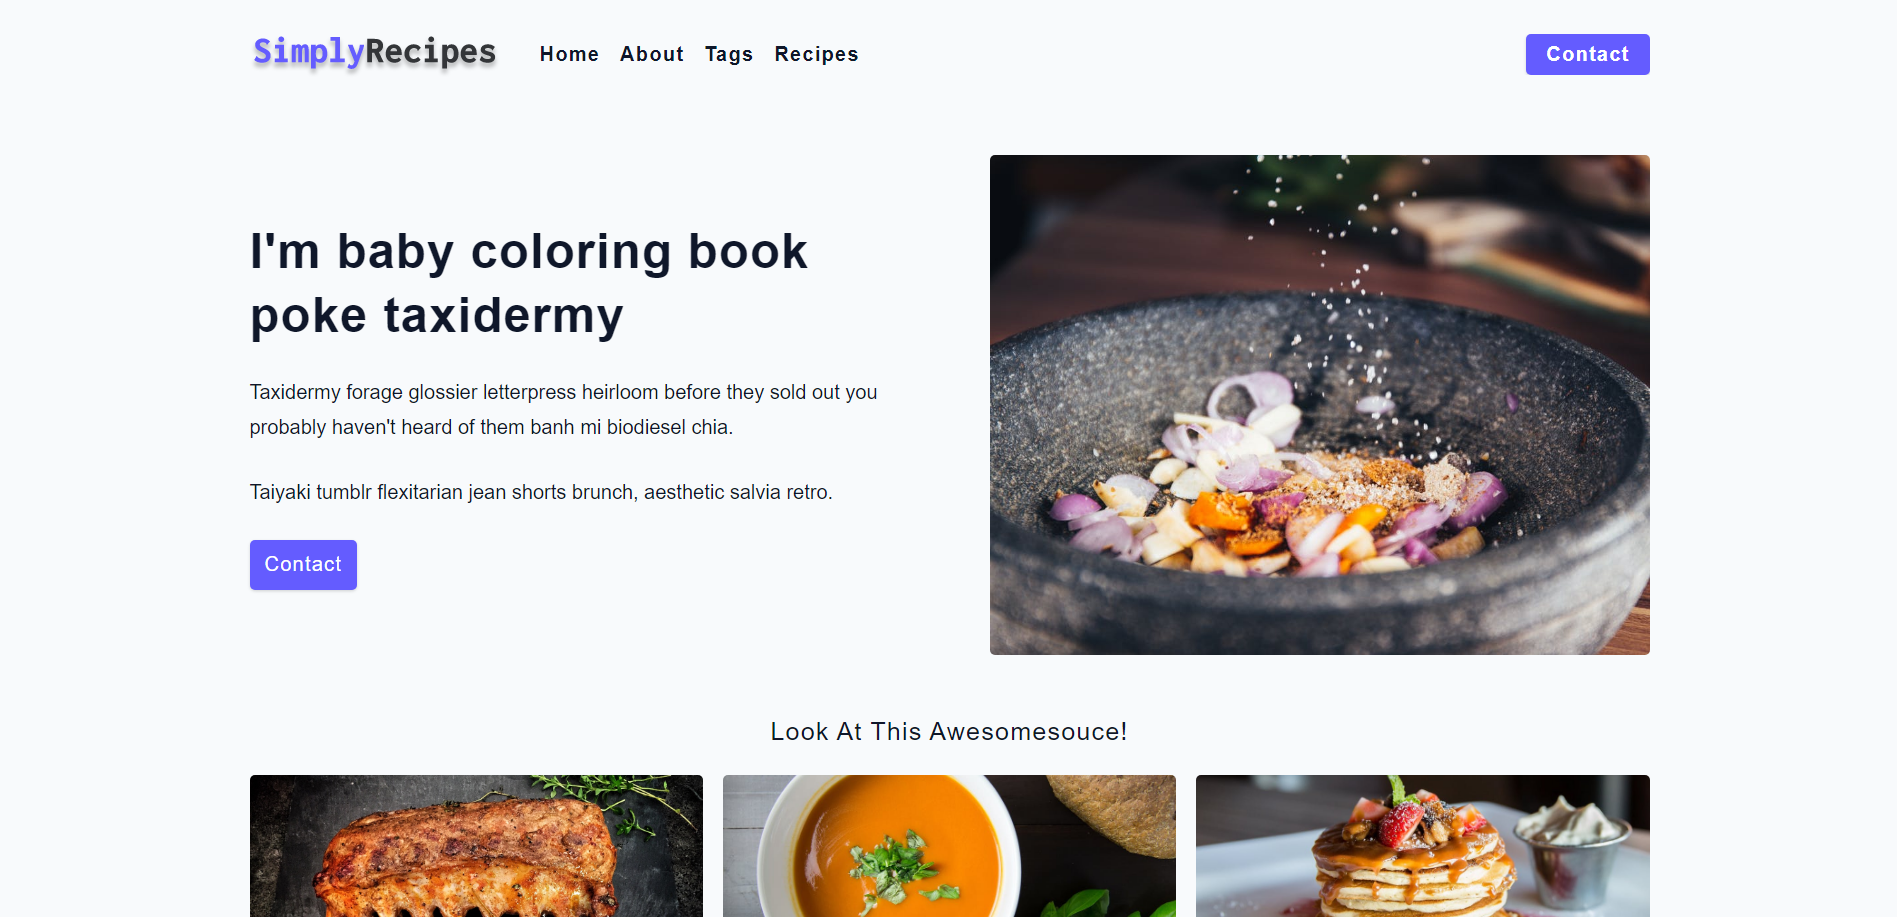 SimplyRecipes
Home About Tags Recipes
Contact
I'm baby coloring book
poke taxidermy
Taxidermy forage glossier letterpress heirloom before they sold out you
probably haven't heard of them banh mi biodiesel chia.
Taiyaki tumblr flexitarian jean shorts brunch, aesthetic salvia retro.
Contact
Look At This Awesomesouce!